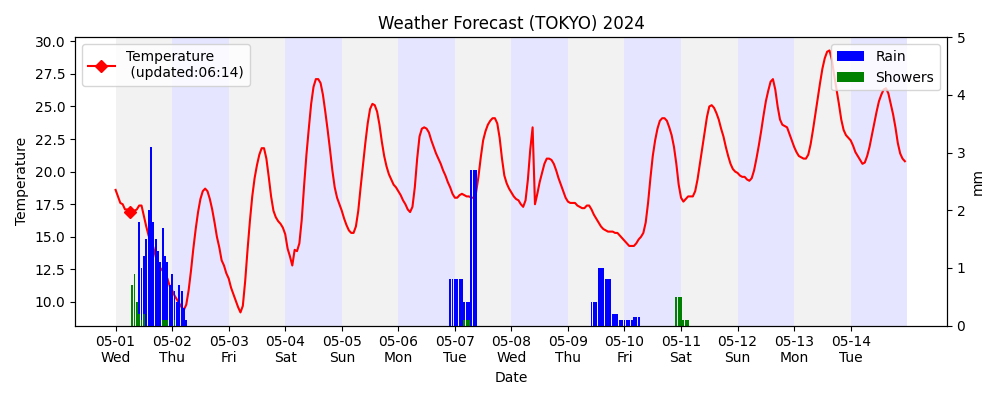 Weather Forecast (TOKYO) 2024
Temperature
(updated:06:14)
Rain
Showers
30.0
27.5
25.0
22.5
20.0
17.5
15.0
12.5
10.0
Temperature
5
4
3
2
1
0
mm
05-01 05-02 05-03 05-04 05-05 05-06 05-07 05-08 05-09 05-10 05-11 05-12 05-13 05-14
Wed Thu Fri Sat Sun Mon Tue Wed Thu Fri Sat Sun Mon Tue
Date